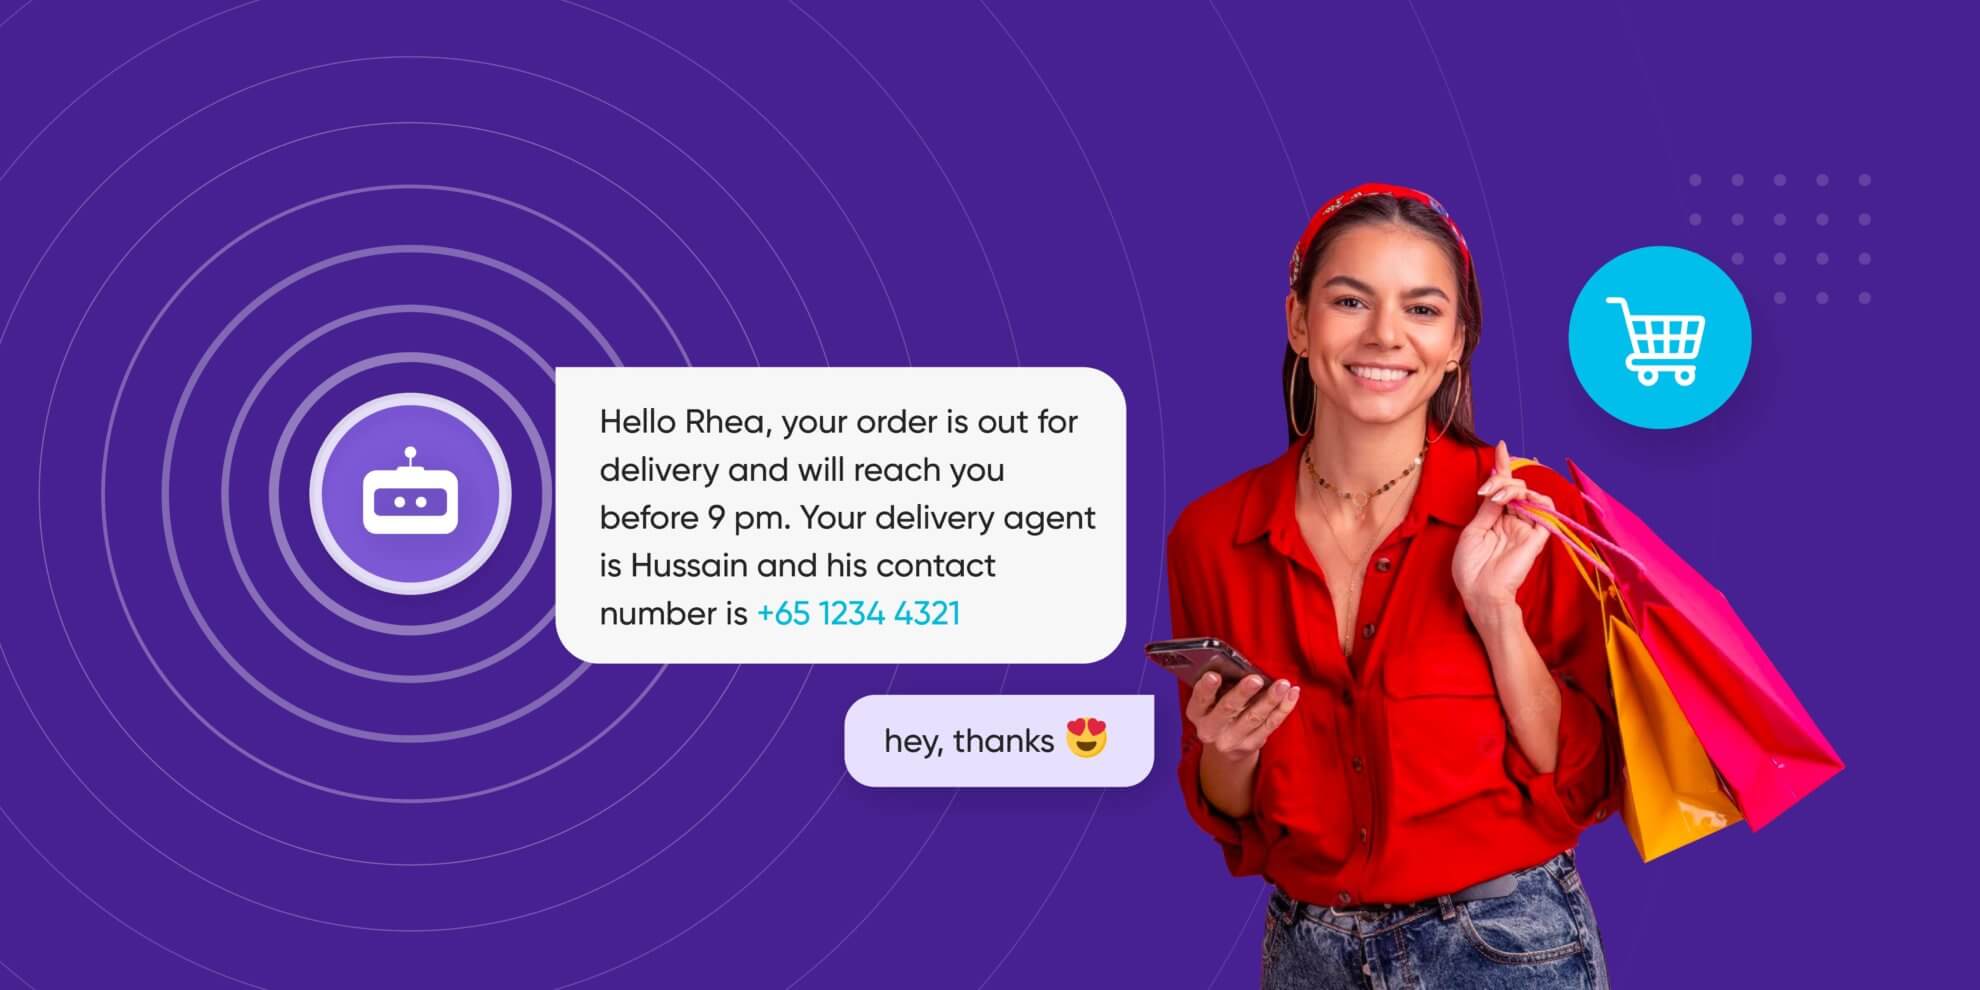 Hello Rhea, your order is out for
delivery and will reach you
before 9 pm. Your delivery agent
is Hussain and his contact
number is +65 1234 4321
hey, thanks 😍